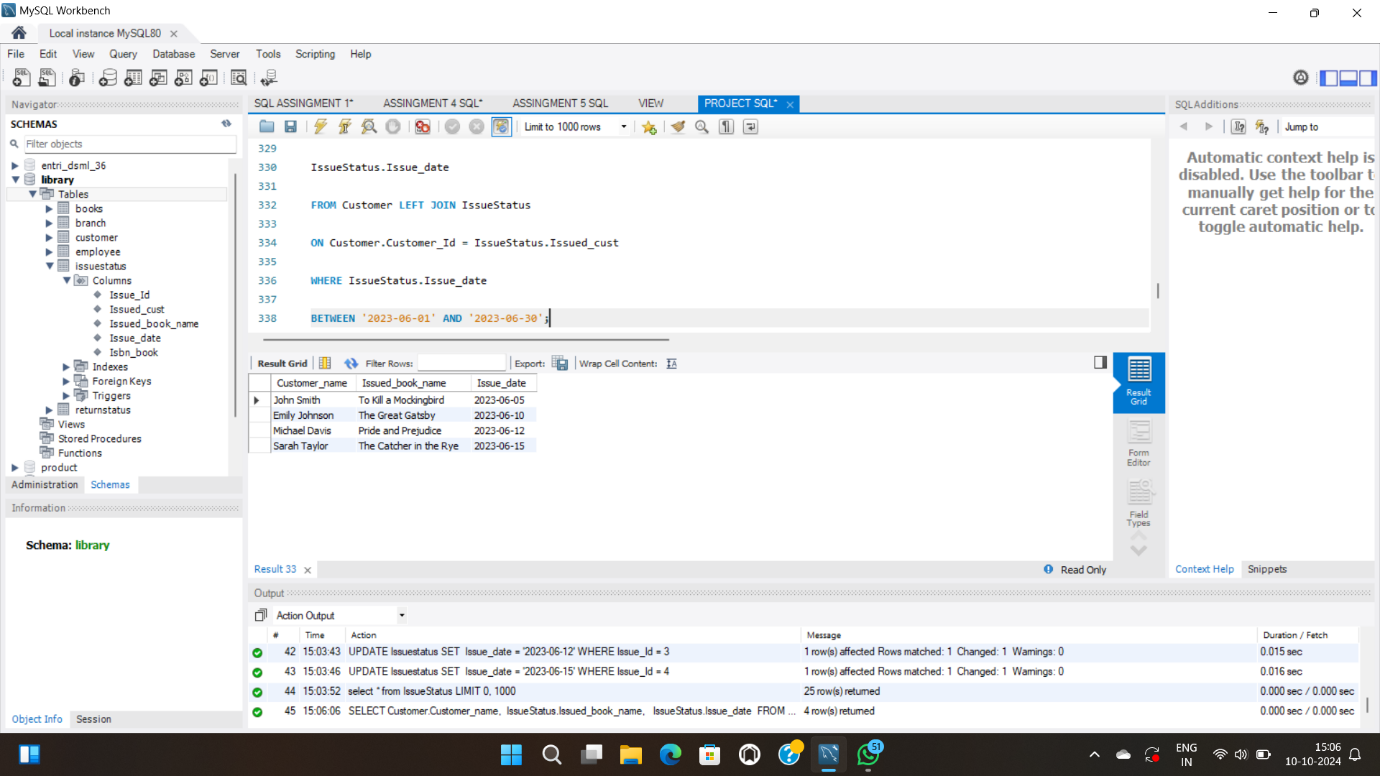 MySQL Workbench
Local instance MySQL80
File Edit View Query Database Server Tools Scripting Help
Navigator
SCHEMAS
Filter objects
entri_dsml_36
library
Tables
books
branch
customer
employee
issuestatus
Columns
Issue_Id
Issued_cust
Issued_book_name
Issue_date
Isbn_book
Indexes
Foreign Keys
Triggers
returnstatus
Views
Stored Procedures
Functions
product
Administration Schemas
Information
Schema: library
Object Info Session
SQL ASSINGMENT 1* ASSINGMENT 4 SQL* ASSINGMENT 5 SQL VIEW PROJECT SQL*
Limit to 1000 rows
329
330 IssueStatus.Issue_date
331
332 FROM Customer LEFT JOIN IssueStatus
333
334 ON Customer.Customer_Id = IssueStatus.Issued_cust
335
336 WHERE IssueStatus.Issue_date
337
338 BETWEEN '2023-06-01' AND '2023-06-30';
Result Grid Filter Rows: Export: Wrap Cell Content:
Customer_name Issued_book_name Issue_date
John Smith To Kill a Mockingbird 2023-06-05
Emily Johnson The Great Gatsby 2023-06-10
Michael Davis Pride and Prejudice 2023-06-12
Sarah Taylor The Catcher in the Rye 2023-06-15
Result Grid
Form Editor
Field Types
Result 33
Read Only
SQLAdditions
Jump to
Automatic context help is
disabled. Use the toolbar t
manually get help for the
current caret position or to
toggle automatic help.
Context Help Snippets
Output
Action Output
# Time Action Message Duration / Fetch
42 15:03:43 UPDATE Issuestatus SET Issue_date = '2023-06-12' WHERE Issue_Id = 3 1 row(s) affected Rows matched: 1 Changed: 1 Warnings: 0 0.015 sec
43 15:03:46 UPDATE Issuestatus SET Issue_date = '2023-06-15' WHERE Issue_Id = 4 1 row(s) affected Rows matched: 1 Changed: 1 Warnings: 0 0.016 sec
44 15:03:52 select * from IssueStatus LIMIT 0, 1000 25 row(s) returned 0.000 sec / 0.000 sec
45 15:06:06 SELECT Customer.Customer_name, IssueStatus.Issued_book_name, IssueStatus.Issue_date FROM ... 4 row(s) returned 0.000 sec / 0.000 sec
51
ENG
IN
15:06
10-10-2024